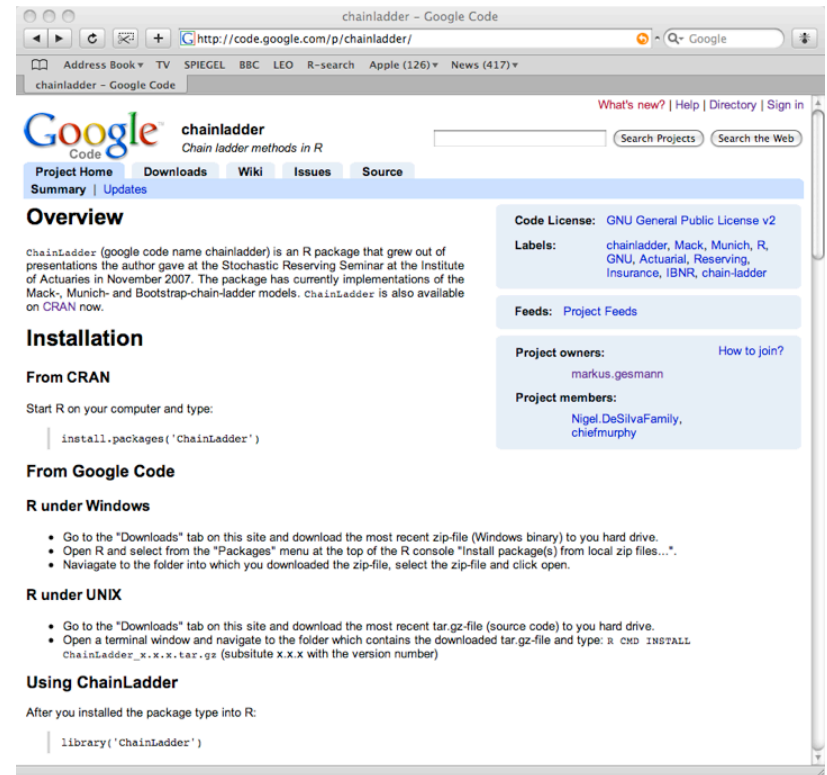 chainladder – Google Code
http://code.google.com/p/chainladder/
Google
Address Book TV SPIEGEL BBC LEO R-search Apple (126) News (417)
chainladder – Google Code
What's new? | Help | Directory | Sign in
Google
Code
chainladder
Chain ladder methods in R
Search Projects Search the Web
Project Home Downloads Wiki Issues Source
Summary | Updates
Overview
ChainLadder (google code name chainladder) is an R package that grew out of
presentations the author gave at the Stochastic Reserving Seminar at the Institute
of Actuaries in November 2007. The package has currently implementations of the
Mack-, Munich- and Bootstrap-chain-ladder models. ChainLadder is also available
on CRAN now.
Code License: GNU General Public License v2
Labels: chainladder, Mack, Munich, R,
GNU, Actuarial, Reserving,
Insurance, IBNR, chain-ladder
Feeds: Project Feeds
Project owners: How to join?
markus.gesmann
Project members:
Nigel.DeSilvaFamily,
chiefmurphy
Installation
From CRAN
Start R on your computer and type:
install.packages('ChainLadder')
From Google Code
R under Windows
• Go to the "Downloads" tab on this site and download the most recent zip-file (Windows binary) to you hard drive.
• Open R and select from the "Packages" menu at the top of the R console "Install package(s) from local zip files...".
• Naviagate to the folder into which you downloaded the zip-file, select the zip-file and click open.
R under UNIX
• Go to the "Downloads" tab on this site and download the most recent tar.gz-file (source code) to you hard drive.
• Open a terminal window and navigate to the folder which contains the downloaded tar.gz-file and type: R CMD INSTALL
ChainLadder_x.x.x.tar.gz (subsitute x.x.x with the version number)
Using ChainLadder
After you installed the package type into R:
library('ChainLadder')